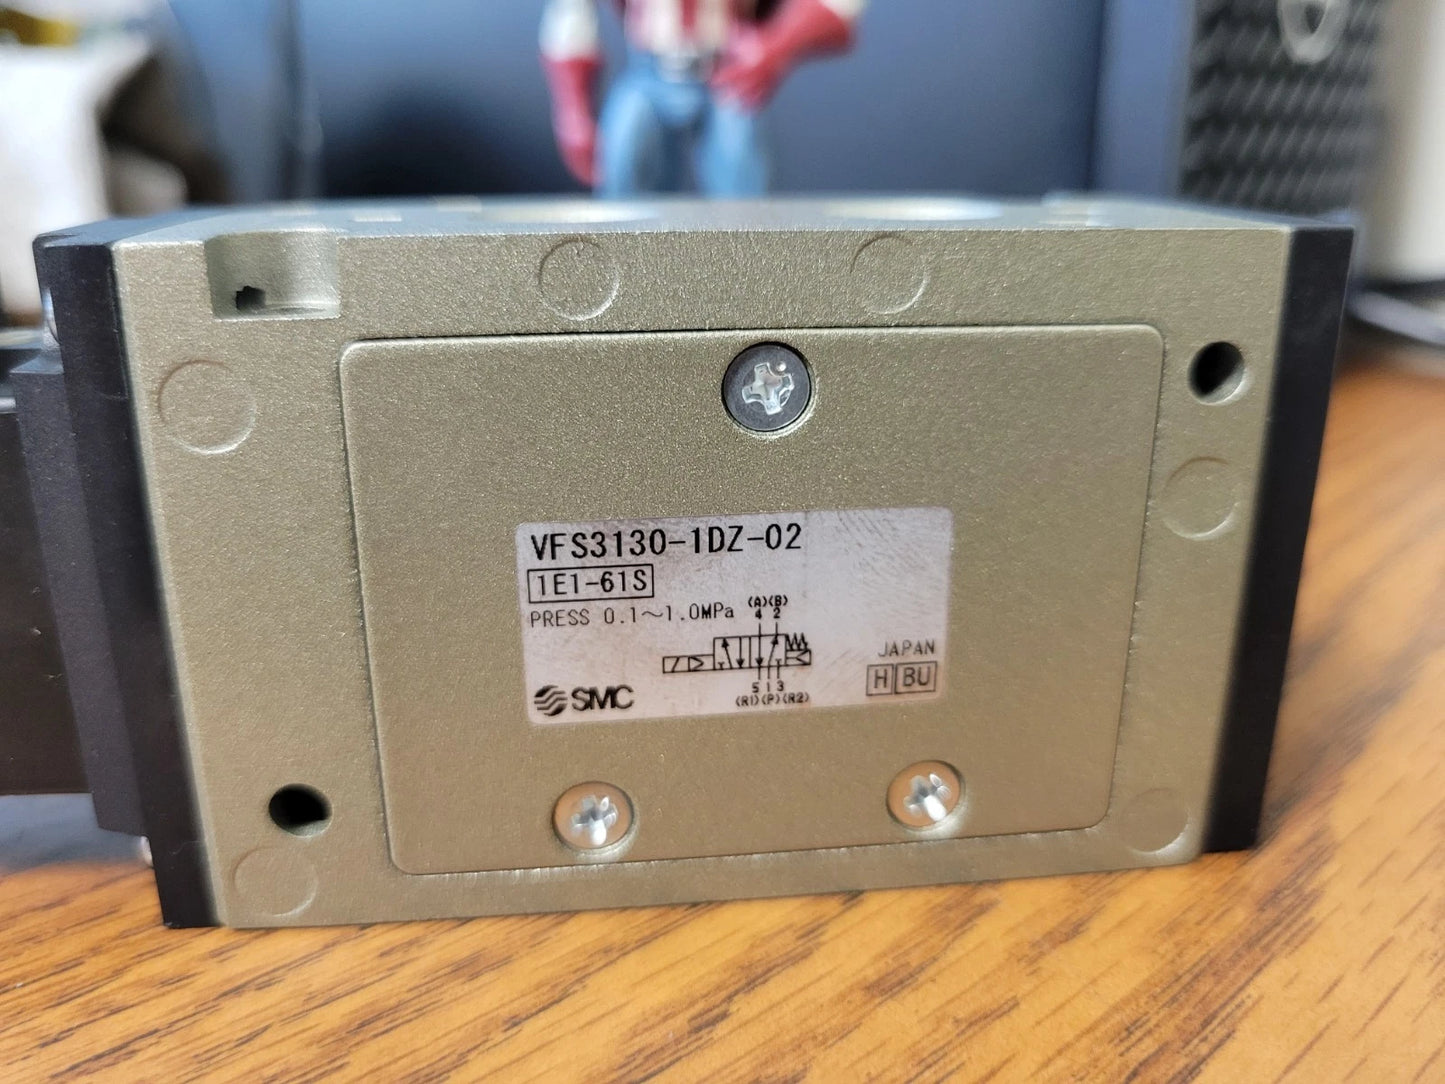 VFS3130-1DZ-02
1E1-61S
PRESS 0.1～1.0MPa
(A)(B)
4 2
5 1 3
(R1)(P)(R2)
JAPAN
H BU
SMC